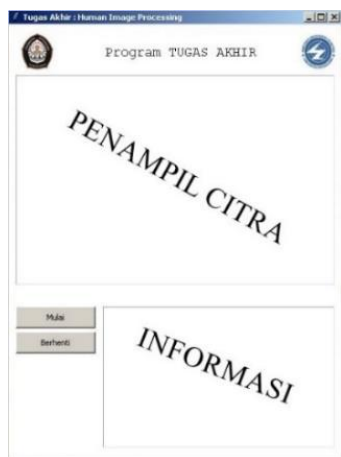 Tugas Akhir : Human Image Processing
Program TUGAS AKHIR
PENAMPIL CITRA
Mulai
Berhenti
INFORMASI